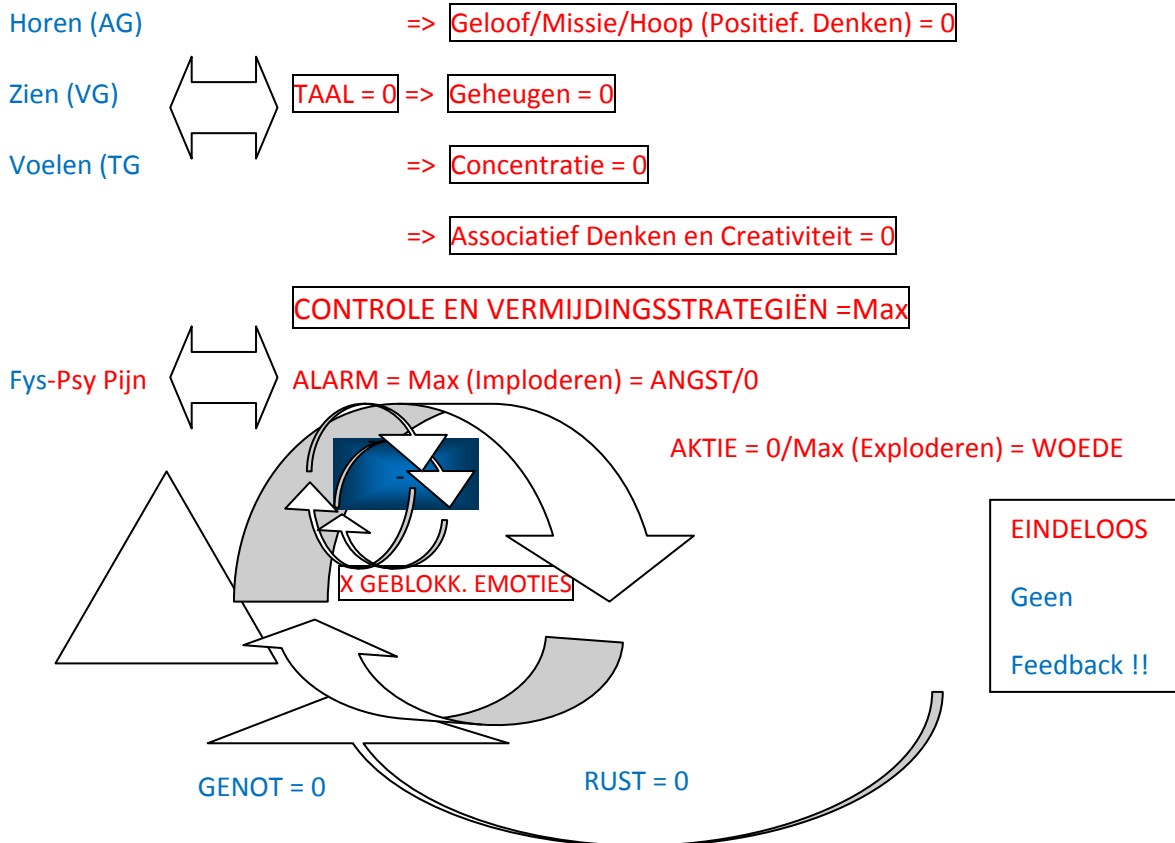 Horen (AG) => Geloof/Missie/Hoop (Positief. Denken) = 0
Zien (VG) TAAL = 0 => Geheugen = 0
Voelen (TG => Concentratie = 0
=> Associatief Denken en Creativiteit = 0
CONTROLE EN VERMIJDINGSSTRATEGIËN =Max
Fys-Psy Pijn ALARM = Max (Imploderen) = ANGST/0
AKTIE = 0/Max (Exploderen) = WOEDE
-
X GEBLOKK. EMOTIES
EINDELOOS
Geen
Feedback !!
GENOT = 0
RUST = 0